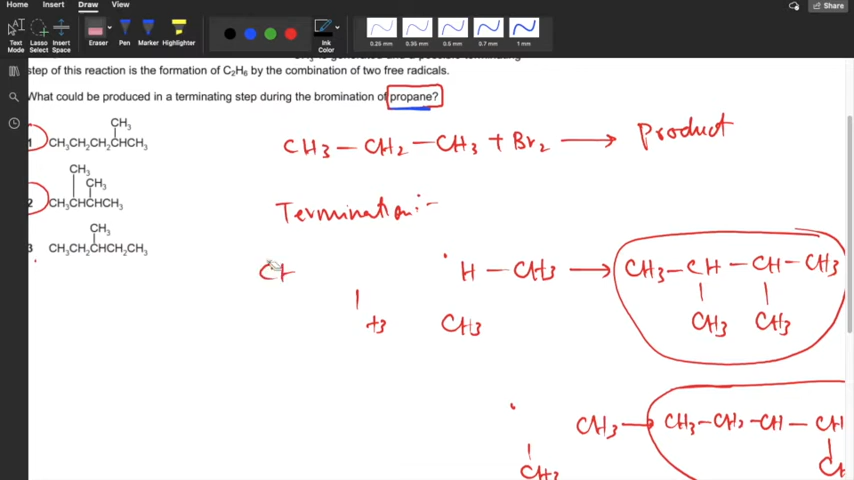 Home Insert Draw View Share
Text Mode Lasso Select Insert Space Eraser Pen Marker Highlighter Ink Color 0.25 mm 0.35 mm 0.5 mm 0.7 mm 1 mm
step of this reaction is the formation of C2H6 by the combination of two free radicals.
What could be produced in a terminating step during the bromination of propane?
CH3
1 CH3CH2CH2CHCH3
CH3
CH3
2 CH3CHCHCH3
CH3
3 CH3CH2CHCH2CH3
CH3 — CH2 — CH3 + Br2 → Product
Termination:-
CH
H — CH3 → CH3 — CH — CH — CH3
+3 CH3 CH3 CH3
CH3 — CH3 — CH2 — CH — CH
CH3